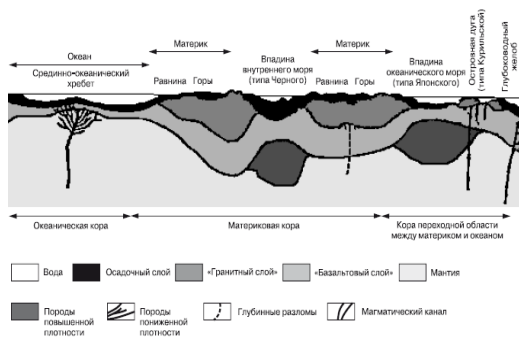 Океан
Срединно-океанический
хребет
Материк
Равнина Горы
Впадина
внутреннего моря
(типа Черного)
Материк
Равнина Горы
Впадина
океанического моря
(типа Японского)
Островная дуга
(типа Курильской)
Глубоководный
желоб
Океаническая кора
Материковая кора
Кора переходной области
между материком и океаном
Вода
Осадочный слой
«Гранитный слой»
«Базальтовый слой»
Мантия
Породы
повышенной
плотности
Породы
пониженной
плотности
Глубинные разломы
Магматический канал